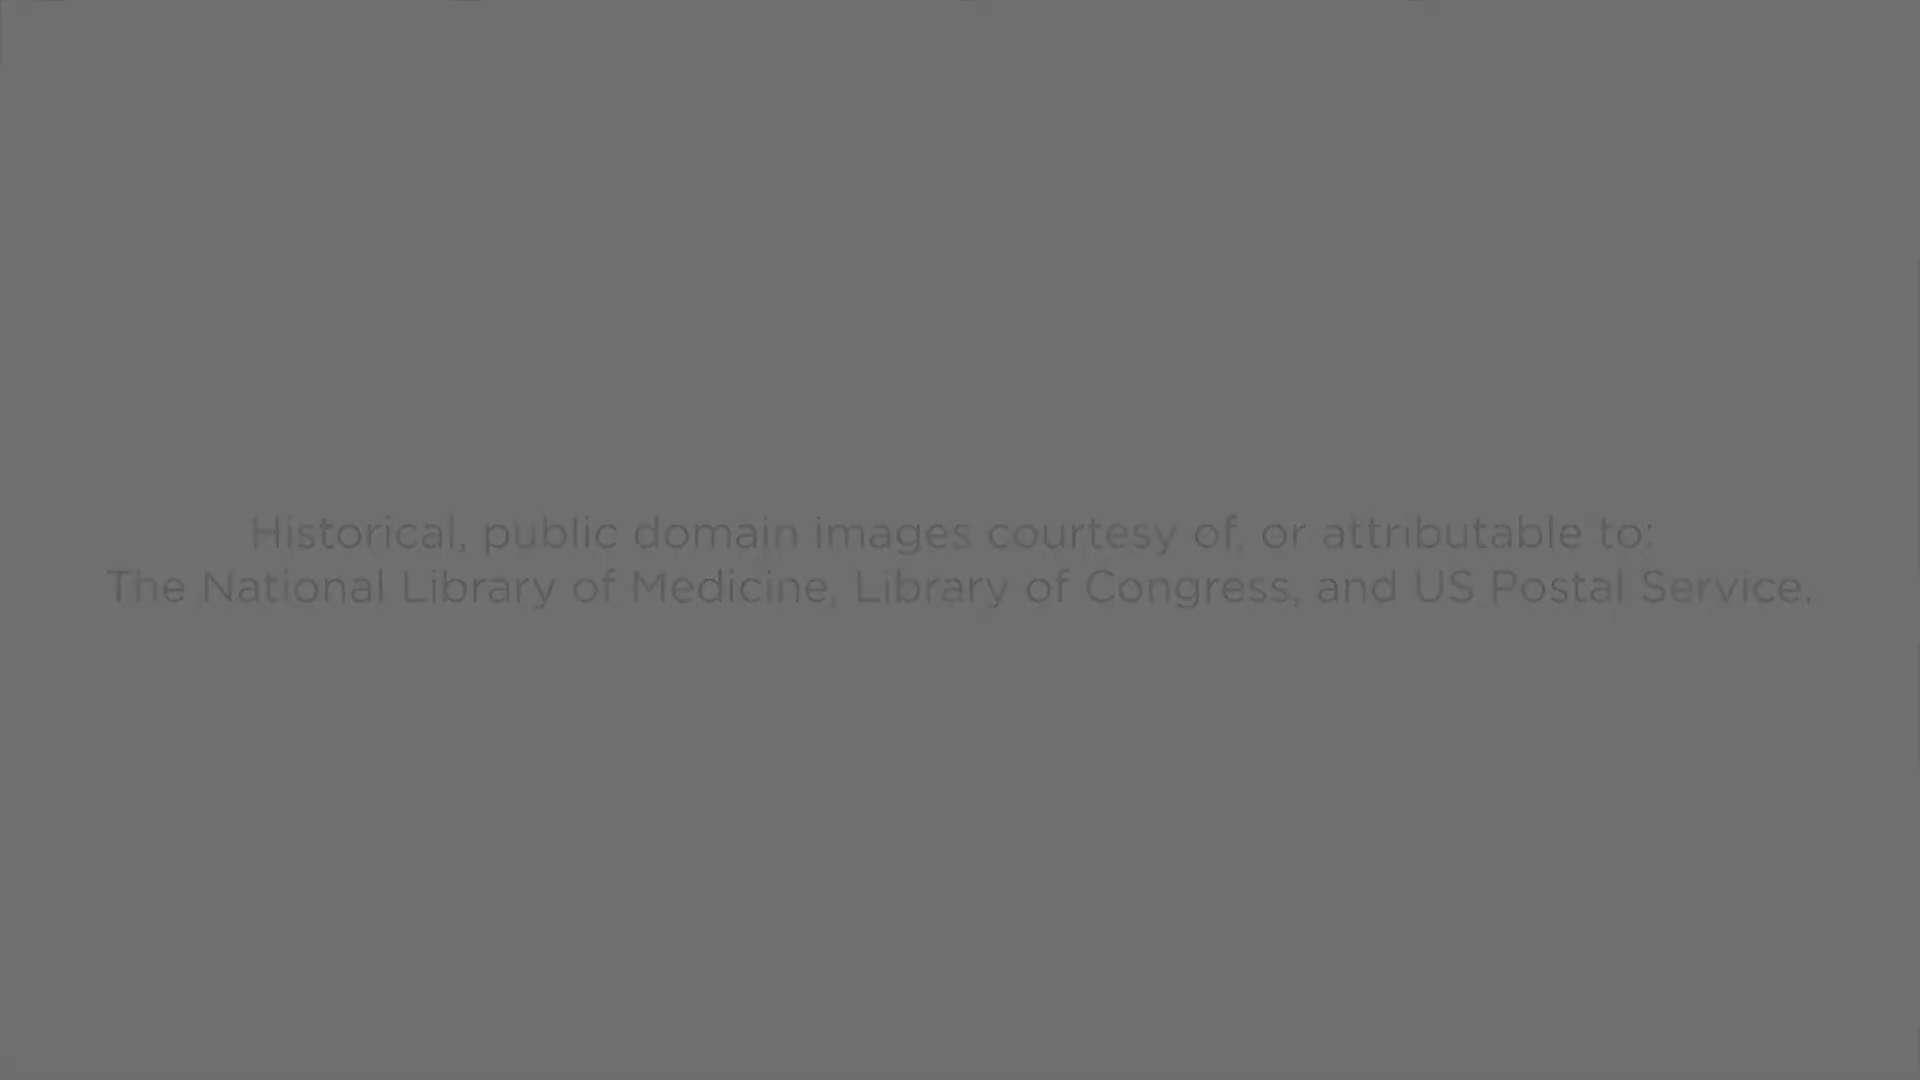 Historical, public domain images courtesy of, or attributable to:
The National Library of Medicine, Library of Congress, and US Postal Service.